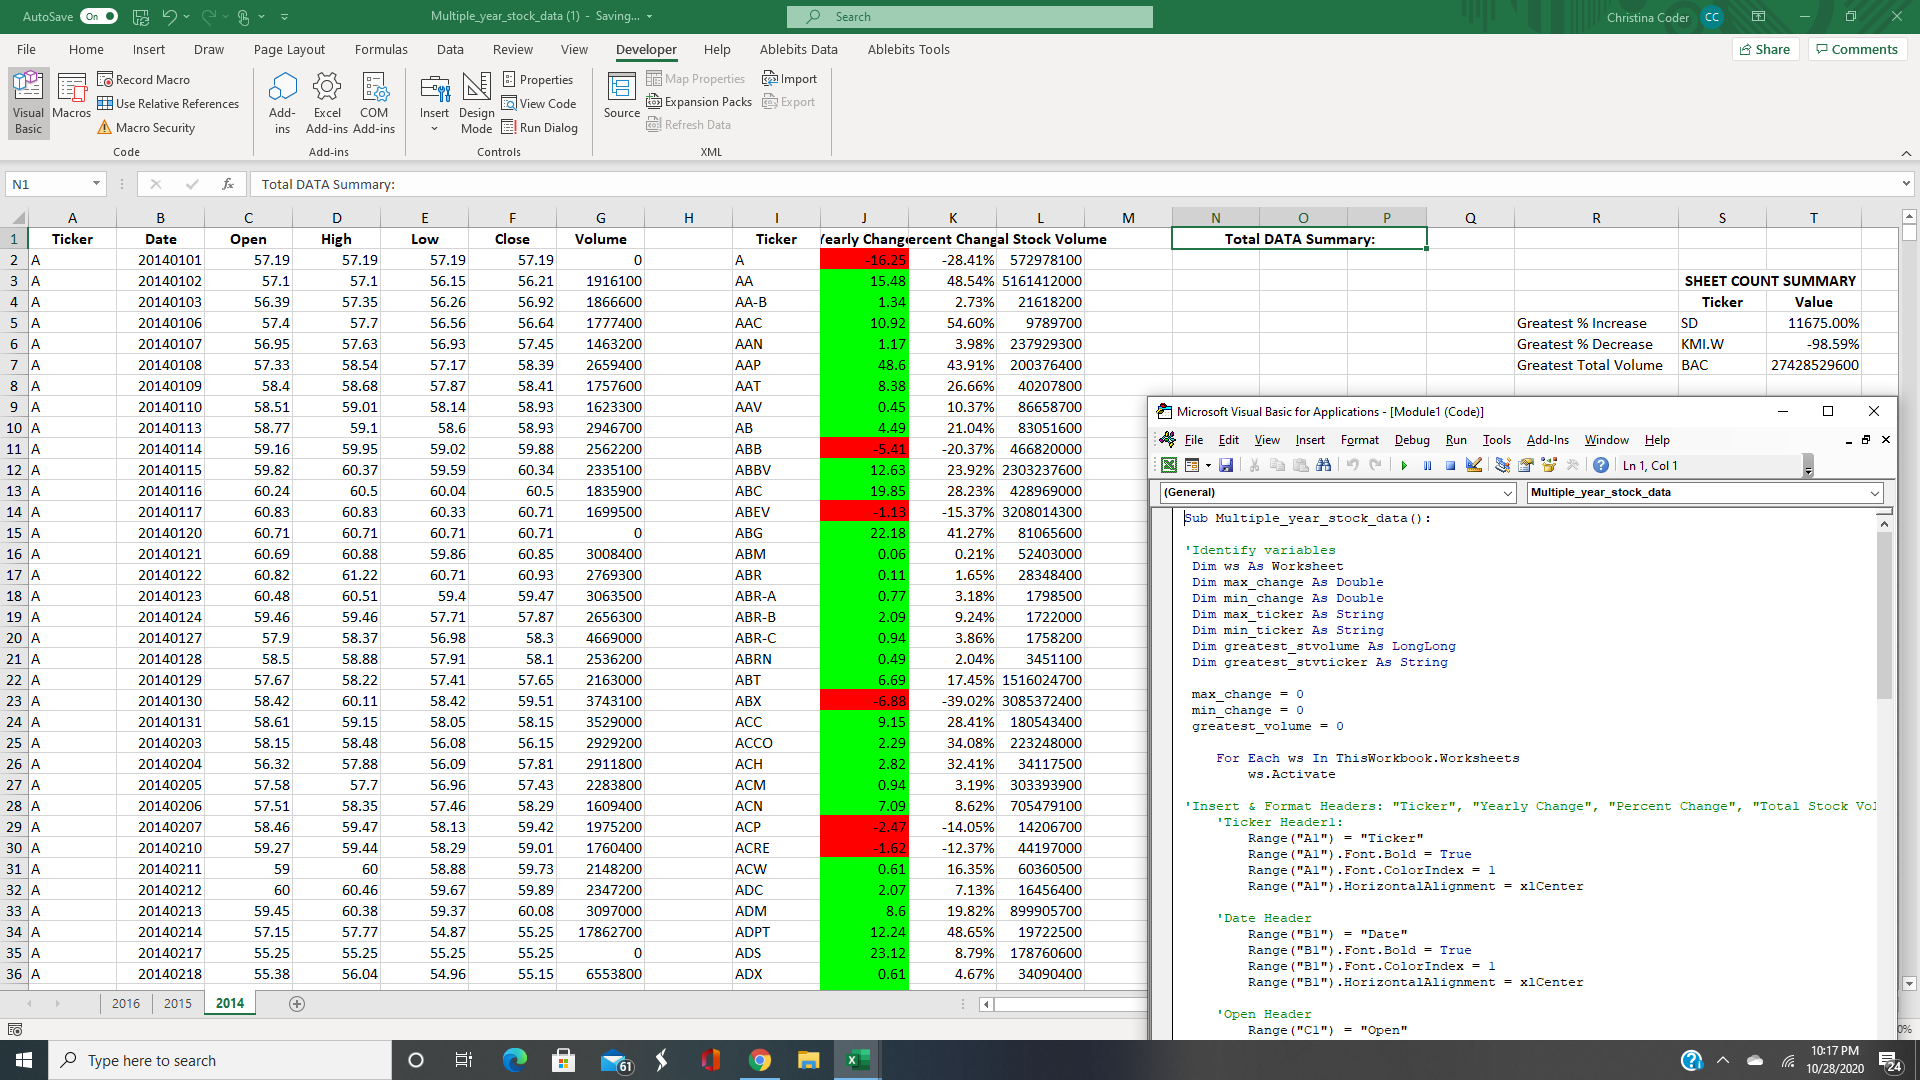 AutoSave On Multiple_year_stock_data (1) - Saving... Search Christina Coder CC
File Home Insert Draw Page Layout Formulas Data Review View Developer Help Ablebits Data Ablebits Tools Share Comments
Visual Basic
Macros
Record Macro
Use Relative References
Macro Security
Code
Add-ins
Excel Add-ins
COM Add-ins
Add-ins
Insert
Design Mode
Properties
View Code
Run Dialog
Controls
Source
Map Properties
Expansion Packs
Refresh Data
Import
Export
XML
N1 fx Total DATA Summary:
A B C D E F G H I J K L M N O P Q R S T
1 Ticker Date Open High Low Close Volume Ticker Yearly Change ercent Chang al Stock Volume Total DATA Summary:
2 A 20140101 57.19 57.19 57.19 57.19 0 A -16.25 -28.41% 572978100
3 A 20140102 57.1 57.1 56.15 56.21 1916100 AA 15.48 48.54% 5161412000 SHEET COUNT SUMMARY
4 A 20140103 56.39 57.35 56.26 56.92 1866600 AA-B 1.34 2.73% 21618200 Ticker Value
5 A 20140106 57.4 57.7 56.56 56.64 1777400 AAC 10.92 54.60% 9789700 Greatest % Increase SD 11675.00%
6 A 20140107 56.95 57.63 56.93 57.45 1463200 AAN 1.17 3.98% 237929300 Greatest % Decrease KMI.W -98.59%
7 A 20140108 57.33 58.54 57.17 58.39 2659400 AAP 48.6 43.91% 200376400 Greatest Total Volume BAC 27428529600
8 A 20140109 58.4 58.68 57.87 58.41 1757600 AAT 8.38 26.66% 40207800
9 A 20140110 58.51 59.01 58.14 58.93 1623300 AAV 0.45 10.37% 86658700
10 A 20140113 58.77 59.1 58.6 58.93 2946700 AB 4.49 21.04% 83051600
11 A 20140114 59.16 59.95 59.02 59.88 2562200 ABB -5.41 -20.37% 466820000
12 A 20140115 59.82 60.37 59.59 60.34 2335100 ABBV 12.63 23.92% 2303237600
13 A 20140116 60.24 60.5 60.04 60.5 1835900 ABC 19.85 28.23% 428969000
14 A 20140117 60.83 60.83 60.33 60.71 1699500 ABEV -1.13 -15.37% 3208014300
15 A 20140120 60.71 60.71 60.71 60.71 0 ABG 22.18 41.27% 81065600
16 A 20140121 60.69 60.88 59.86 60.85 3008400 ABM 0.06 0.21% 52403000
17 A 20140122 60.82 61.22 60.71 60.93 2769300 ABR 0.11 1.65% 28348400
18 A 20140123 60.48 60.51 59.4 59.47 3063500 ABR-A 0.77 3.18% 1798500
19 A 20140124 59.46 59.46 57.71 57.87 2656300 ABR-B 2.09 9.24% 1722000
20 A 20140127 57.9 58.37 56.98 58.3 4669000 ABR-C 0.94 3.86% 1758200
21 A 20140128 58.5 58.88 57.91 58.1 2536200 ABRN 0.49 2.04% 3451100
22 A 20140129 57.67 58.22 57.41 57.65 2163000 ABT 6.69 17.45% 1516024700
23 A 20140130 58.42 60.11 58.42 59.51 3743100 ABX -6.88 -39.02% 3085372400
24 A 20140131 58.61 59.15 58.05 58.15 3529000 ACC 9.15 28.41% 180543400
25 A 20140203 58.15 58.48 56.08 56.15 2929200 ACCO 2.29 34.08% 223248000
26 A 20140204 56.32 57.88 56.09 57.81 2911800 ACH 2.82 32.41% 34117500
27 A 20140205 57.58 57.7 56.96 57.43 2283800 ACM 0.94 3.19% 303393900
28 A 20140206 57.51 58.35 57.46 58.29 1609400 ACN 7.09 8.62% 705479100
29 A 20140207 58.46 59.47 58.13 59.42 1975200 ACP -2.47 -14.05% 14206700
30 A 20140210 59.27 59.44 58.29 59.01 1760400 ACRE -1.62 -12.37% 44197000
31 A 20140211 59 60 58.88 59.73 2148200 ACW 0.61 16.35% 60360500
32 A 20140212 60 60.46 59.67 59.89 2347200 ADC 2.07 7.13% 16456400
33 A 20140213 59.45 60.38 59.37 60.08 3097000 ADM 8.6 19.82% 899905700
34 A 20140214 57.15 57.77 54.87 55.25 17862700 ADPT 12.24 48.65% 19722500
35 A 20140217 55.25 55.25 55.25 55.25 0 ADS 23.12 8.79% 178760600
36 A 20140218 55.38 56.04 54.96 55.15 6553800 ADX 0.61 4.67% 34090400
2016 2015 2014
Microsoft Visual Basic for Applications - [Module1 (Code)]
File Edit View Insert Format Debug Run Tools Add-Ins Window Help
Ln 1, Col 1
(General) Multiple_year_stock_data
Sub Multiple_year_stock_data():
'Identify variables
Dim ws As Worksheet
Dim max_change As Double
Dim min_change As Double
Dim max_ticker As String
Dim min_ticker As String
Dim greatest_stvolume As LongLong
Dim greatest_stvticker As String
max_change = 0
min_change = 0
greatest_volume = 0
For Each ws In ThisWorkbook.Worksheets
ws.Activate
'Insert & Format Headers: "Ticker", "Yearly Change", "Percent Change", "Total Stock Vol
'Ticker Header1:
Range("A1") = "Ticker"
Range("A1").Font.Bold = True
Range("A1").Font.ColorIndex = 1
Range("A1").HorizontalAlignment = xlCenter
'Date Header
Range("B1") = "Date"
Range("B1").Font.Bold = True
Range("B1").Font.ColorIndex = 1
Range("B1").HorizontalAlignment = xlCenter
'Open Header
Range("C1") = "Open"
0%
Type here to search 61 10:17 PM
10/28/2020 24